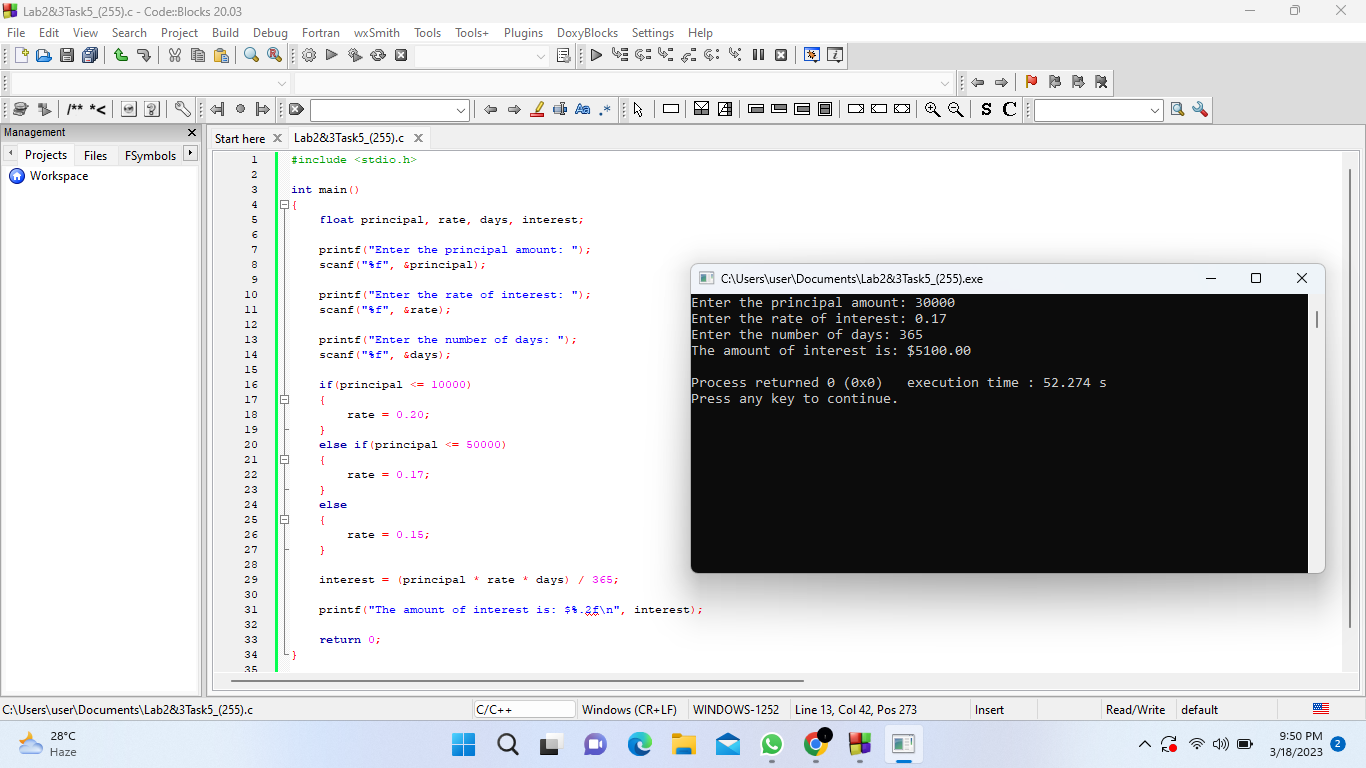 Lab2&3Task5_(255).c - Code::Blocks 20.03
File Edit View Search Project Build Debug Fortran wxSmith Tools Tools+ Plugins DoxyBlocks Settings Help
/** *< Aa .* S C
Management
Projects Files FSymbols
Workspace
Start here Lab2&3Task5_(255).c
1 #include <stdio.h>
2
3 int main()
4 {
5 float principal, rate, days, interest;
6
7 printf("Enter the principal amount: ");
8 scanf("%f", &principal);
9
10 printf("Enter the rate of interest: ");
11 scanf("%f", &rate);
12
13 printf("Enter the number of days: ");
14 scanf("%f", &days);
15
16 if(principal <= 10000)
17 {
18 rate = 0.20;
19 }
20 else if(principal <= 50000)
21 {
22 rate = 0.17;
23 }
24 else
25 {
26 rate = 0.15;
27 }
28
29 interest = (principal * rate * days) / 365;
30
31 printf("The amount of interest is: $%.2f\n", interest);
32
33 return 0;
34 }
35
C:\Users\user\Documents\Lab2&3Task5_(255).exe
Enter the principal amount: 30000
Enter the rate of interest: 0.17
Enter the number of days: 365
The amount of interest is: $5100.00
Process returned 0 (0x0) execution time : 52.274 s
Press any key to continue.
C:\Users\user\Documents\Lab2&3Task5_(255).c C/C++ Windows (CR+LF) WINDOWS-1252 Line 13, Col 42, Pos 273 Insert Read/Write default
28°C
Haze
9:50 PM
3/18/2023 2